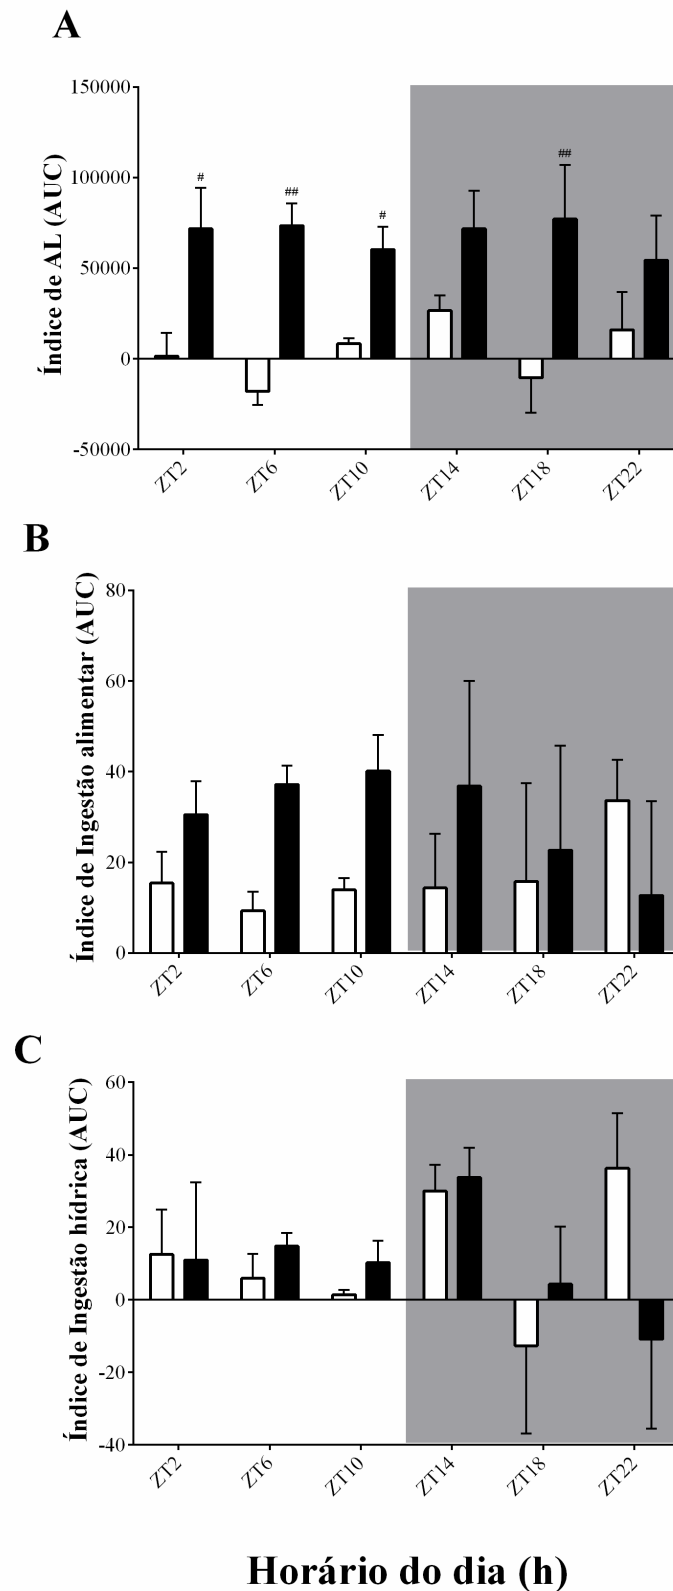 A
Índice de AL (AUC)
150000
100000
50000
0
-50000
#
##
#
##
ZT2
ZT6
ZT10
ZT14
ZT18
ZT22
B
Índice de Ingestão alimentar (AUC)
80
60
40
20
0
ZT2
ZT6
ZT10
ZT14
ZT18
ZT22
C
Índice de Ingestão hídrica (AUC)
60
40
20
0
-20
-40
ZT2
ZT6
ZT10
ZT14
ZT18
ZT22
Horário do dia (h)